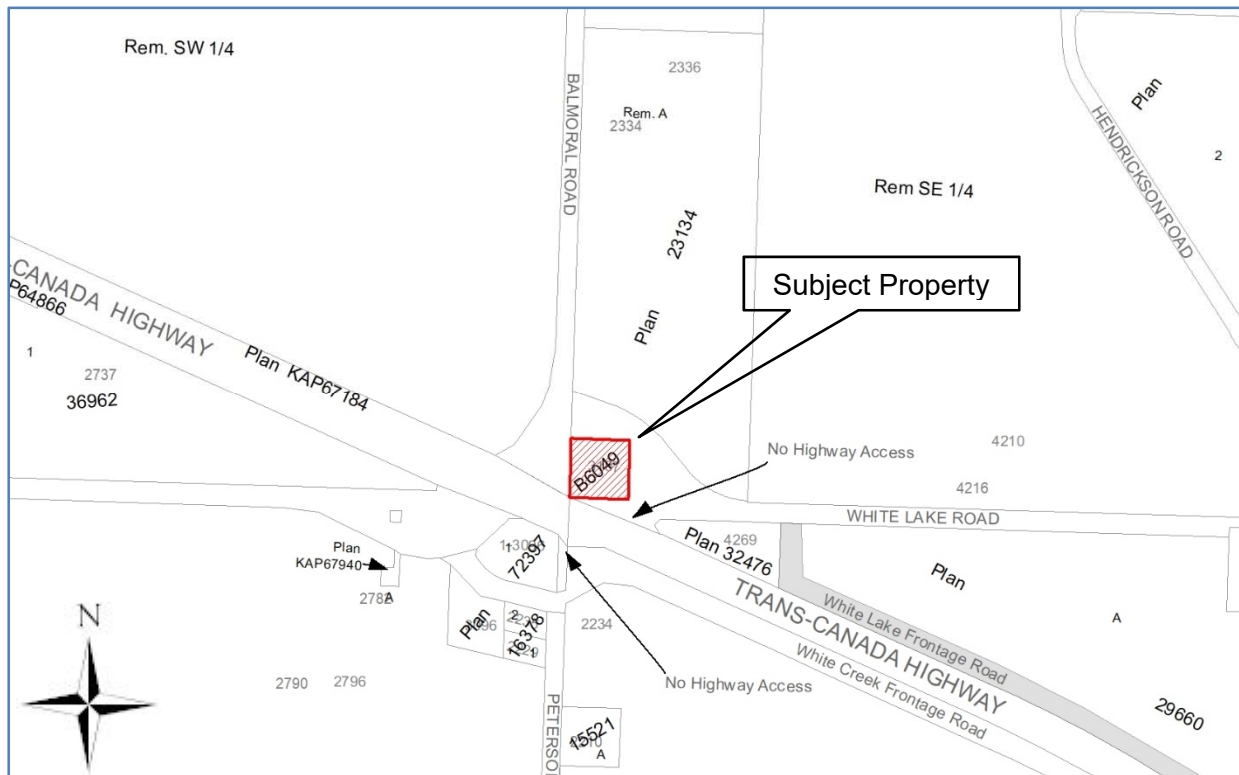 Rem. SW 1/4
BALMORAL ROAD
2336
Rem. A
2334
Plan
23134
Rem SE 1/4
HENDRICKSON ROAD
Plan
2
Subject Property
-CANADA HIGHWAY
P64866
Plan KAP67184
1
2737
36962
B6049
No Highway Access
4210
4216
WHITE LAKE ROAD
4269
Plan 32476
Plan
A
White Lake Frontage Road
TRANS-CANADA HIGHWAY
White Creek Frontage Road
29660
Plan
KAP67940
2782
A
72397
Plan
2
16378
1
2234
No Highway Access
2790
2796
PETERSO
15521
A
N